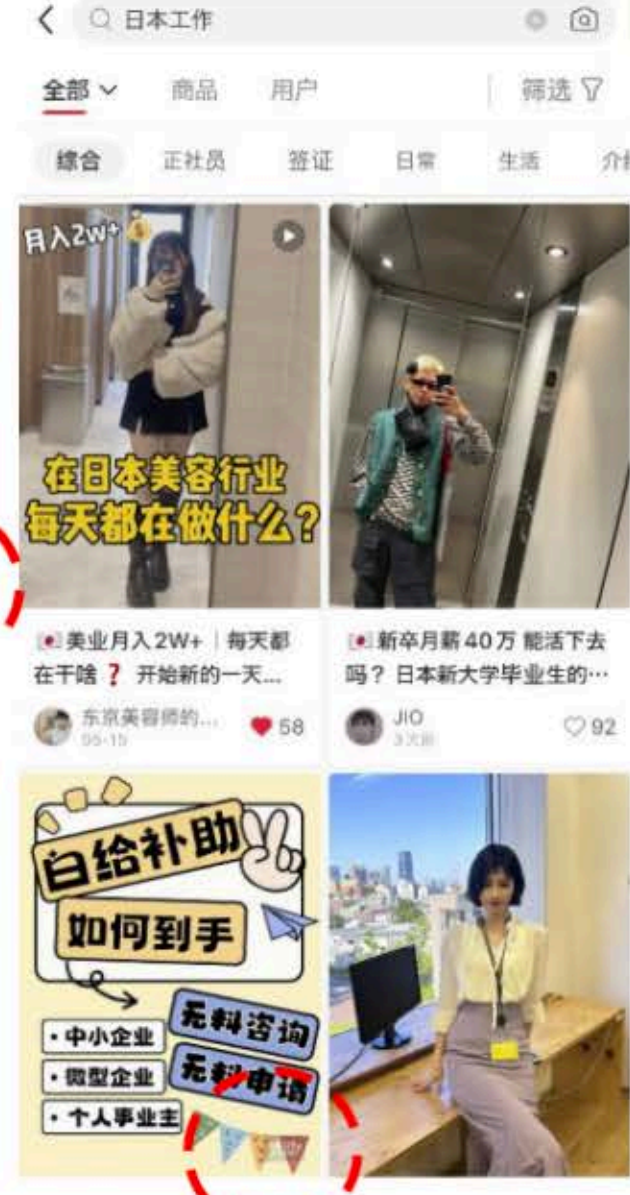 日本工作
全部
商品
用户
筛选
综合
正社员
签证
日常
生活
月入2w+
在日本美容行业
每天都在做什么?
🇯🇵美业月入2W+｜每天都
在干啥❓ 开始新的一天...
东京美容师的...
05-15
58
🇯🇵新卒月薪40万 能活下去
吗？日本新大学毕业生的…
JIO
3天前
92
白给补助
如何到手
无料咨询
无料申请
·中小企业
·微型企业
·个人事业主